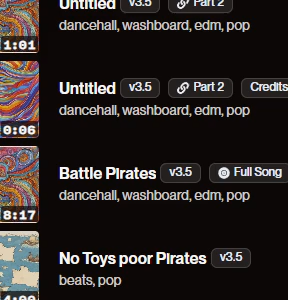 Untitled v3.5 Part 2
1:01 dancehall, washboard, edm, pop
Untitled v3.5 Part 2 Credits
0:06 dancehall, washboard, edm, pop
Battle Pirates v3.5 Full Song
8:17 dancehall, washboard, edm, pop
No Toys poor Pirates v3.5
beats, pop